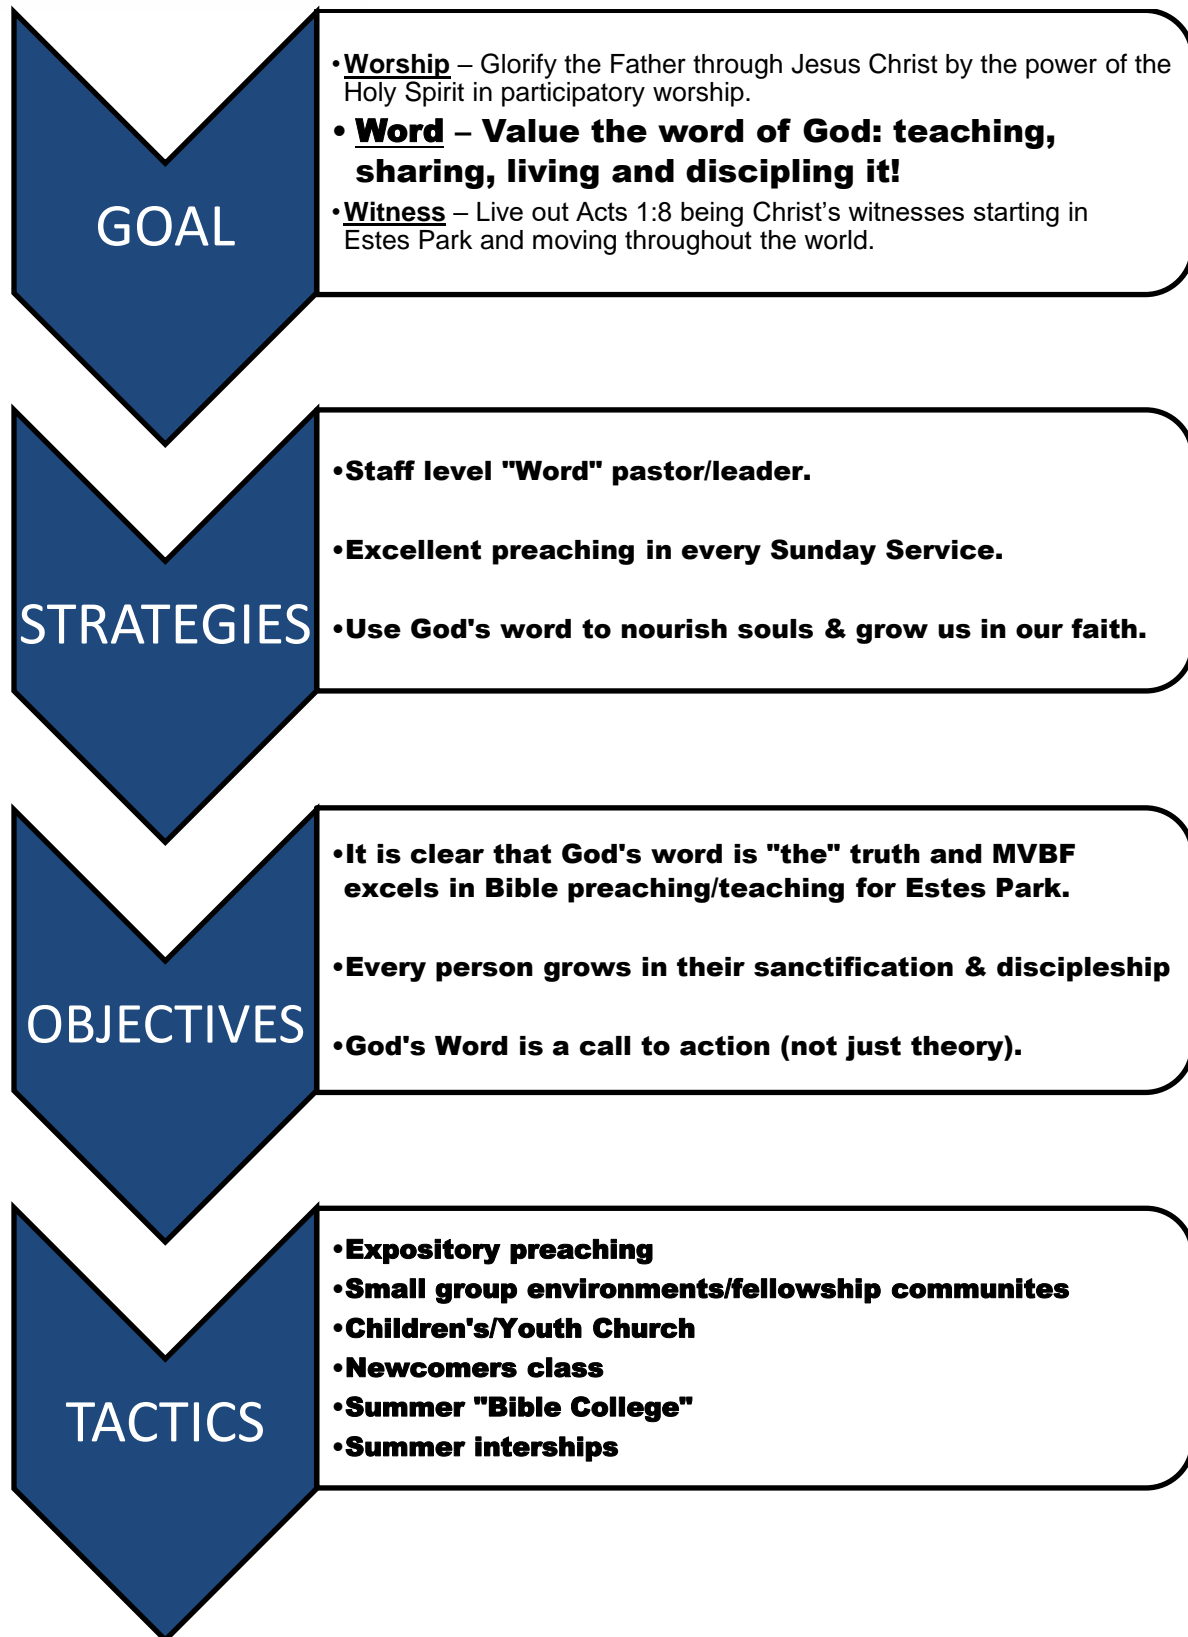 GOAL
•Worship – Glorify the Father through Jesus Christ by the power of the
Holy Spirit in participatory worship.
• Word – Value the word of God: teaching,
sharing, living and discipling it!
•Witness – Live out Acts 1:8 being Christ’s witnesses starting in
Estes Park and moving throughout the world.
STRATEGIES
•Staff level "Word" pastor/leader.
•Excellent preaching in every Sunday Service.
•Use God's word to nourish souls & grow us in our faith.
OBJECTIVES
•It is clear that God's word is "the" truth and MVBF
excels in Bible preaching/teaching for Estes Park.
•Every person grows in their sanctification & discipleship
•God's Word is a call to action (not just theory).
TACTICS
•Expository preaching
•Small group environments/fellowship communites
•Children's/Youth Church
•Newcomers class
•Summer "Bible College"
•Summer interships